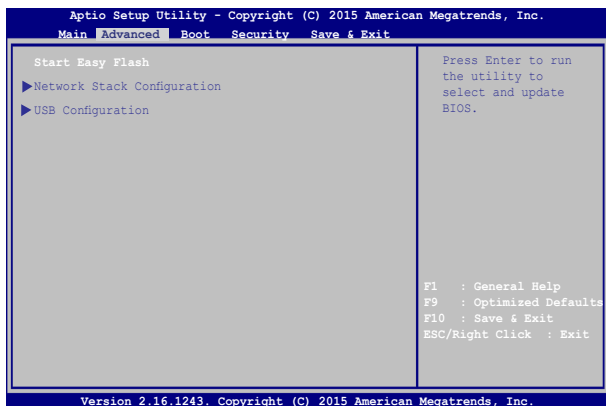 Aptio Setup Utility - Copyright (C) 2015 American Megatrends, Inc.
Main Advanced Boot Security Save & Exit
Start Easy Flash
Network Stack Configuration
USB Configuration
Press Enter to run
the utility to
select and update
BIOS.
F1 : General Help
F9 : Optimized Defaults
F10 : Save & Exit
ESC/Right Click : Exit
Version 2.16.1243. Copyright (C) 2015 American Megatrends, Inc.